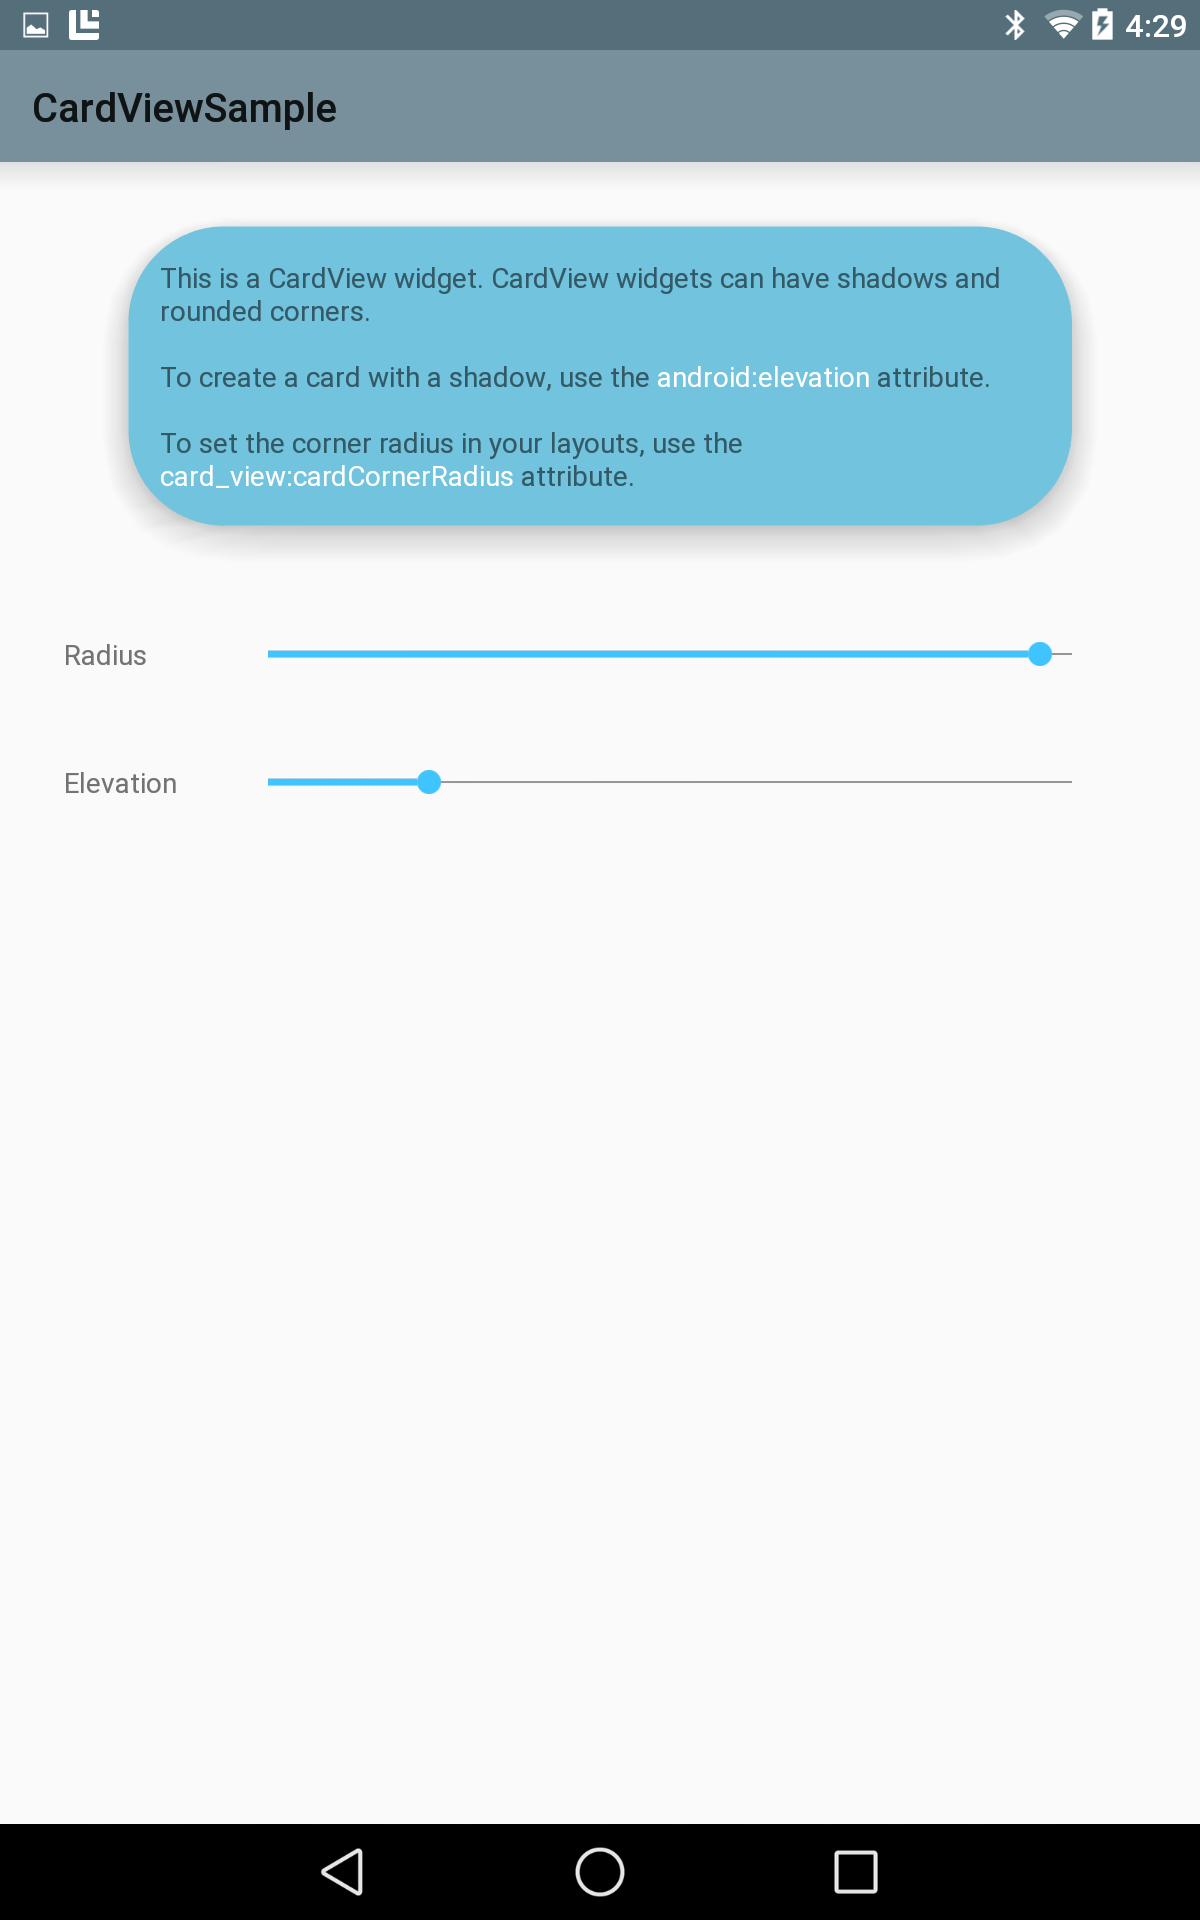 4:29
CardViewSample
This is a CardView widget. CardView widgets can have shadows and
rounded corners.
To create a card with a shadow, use the android:elevation attribute.
To set the corner radius in your layouts, use the
card_view:cardCornerRadius attribute.
Radius
Elevation